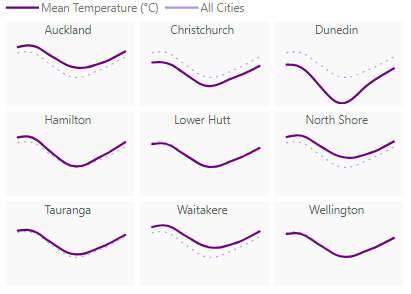 Mean Temperature (°C) All Cities
Auckland Christchurch Dunedin
Hamilton Lower Hutt North Shore
Tauranga Waitakere Wellington